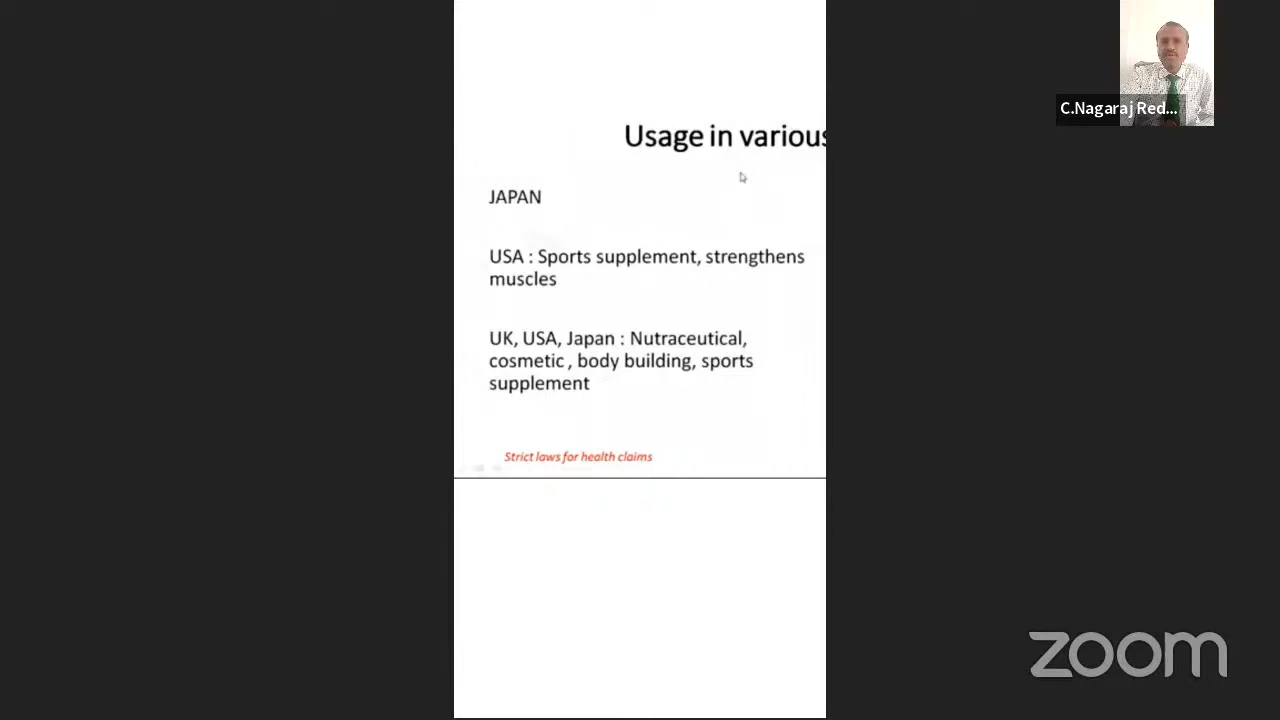 C.Nagaraj Red...
Usage in various
JAPAN
USA : Sports supplement, strengthens
muscles
UK, USA, Japan : Nutraceutical,
cosmetic , body building, sports
supplement
Strict laws for health claims
zoom